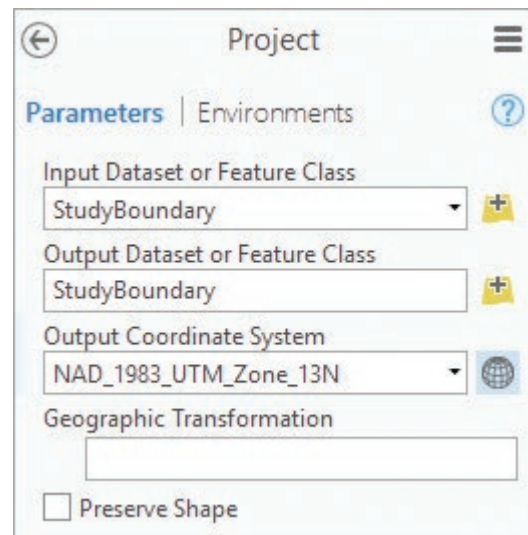 Project
Parameters | Environments
?
Input Dataset or Feature Class
StudyBoundary
Output Dataset or Feature Class
StudyBoundary
Output Coordinate System
NAD_1983_UTM_Zone_13N
Geographic Transformation
Preserve Shape